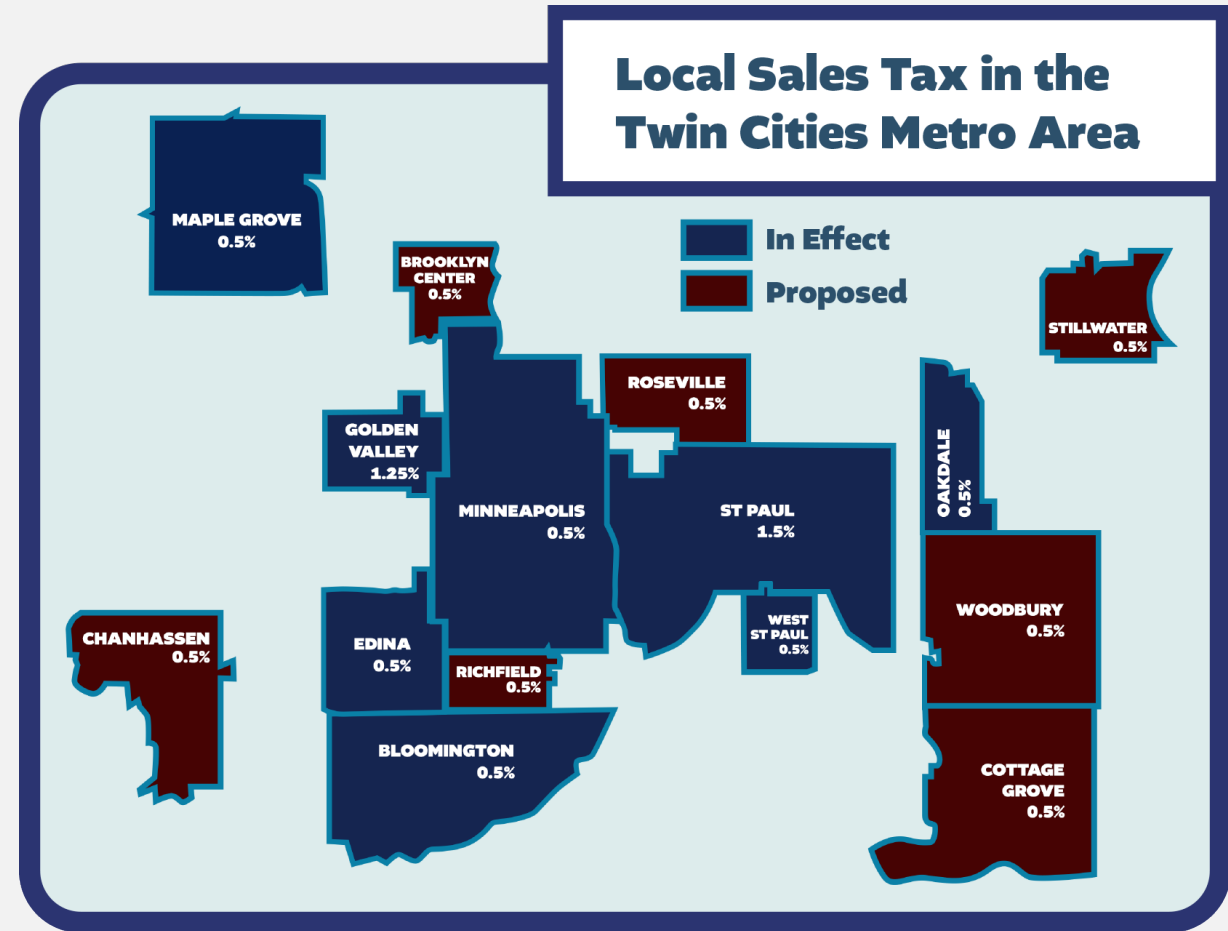 Local Sales Tax in the
Twin Cities Metro Area
In Effect
Proposed
MAPLE GROVE
0.5%
BROOKLYN
CENTER
0.5%
STILLWATER
0.5%
ROSEVILLE
0.5%
GOLDEN
VALLEY
1.25%
OAKDALE
0.5%
MINNEAPOLIS
0.5%
ST PAUL
1.5%
WOODBURY
0.5%
WEST
ST PAUL
0.5%
CHANHASSEN
0.5%
EDINA
0.5%
RICHFIELD
0.5%
BLOOMINGTON
0.5%
COTTAGE
GROVE
0.5%